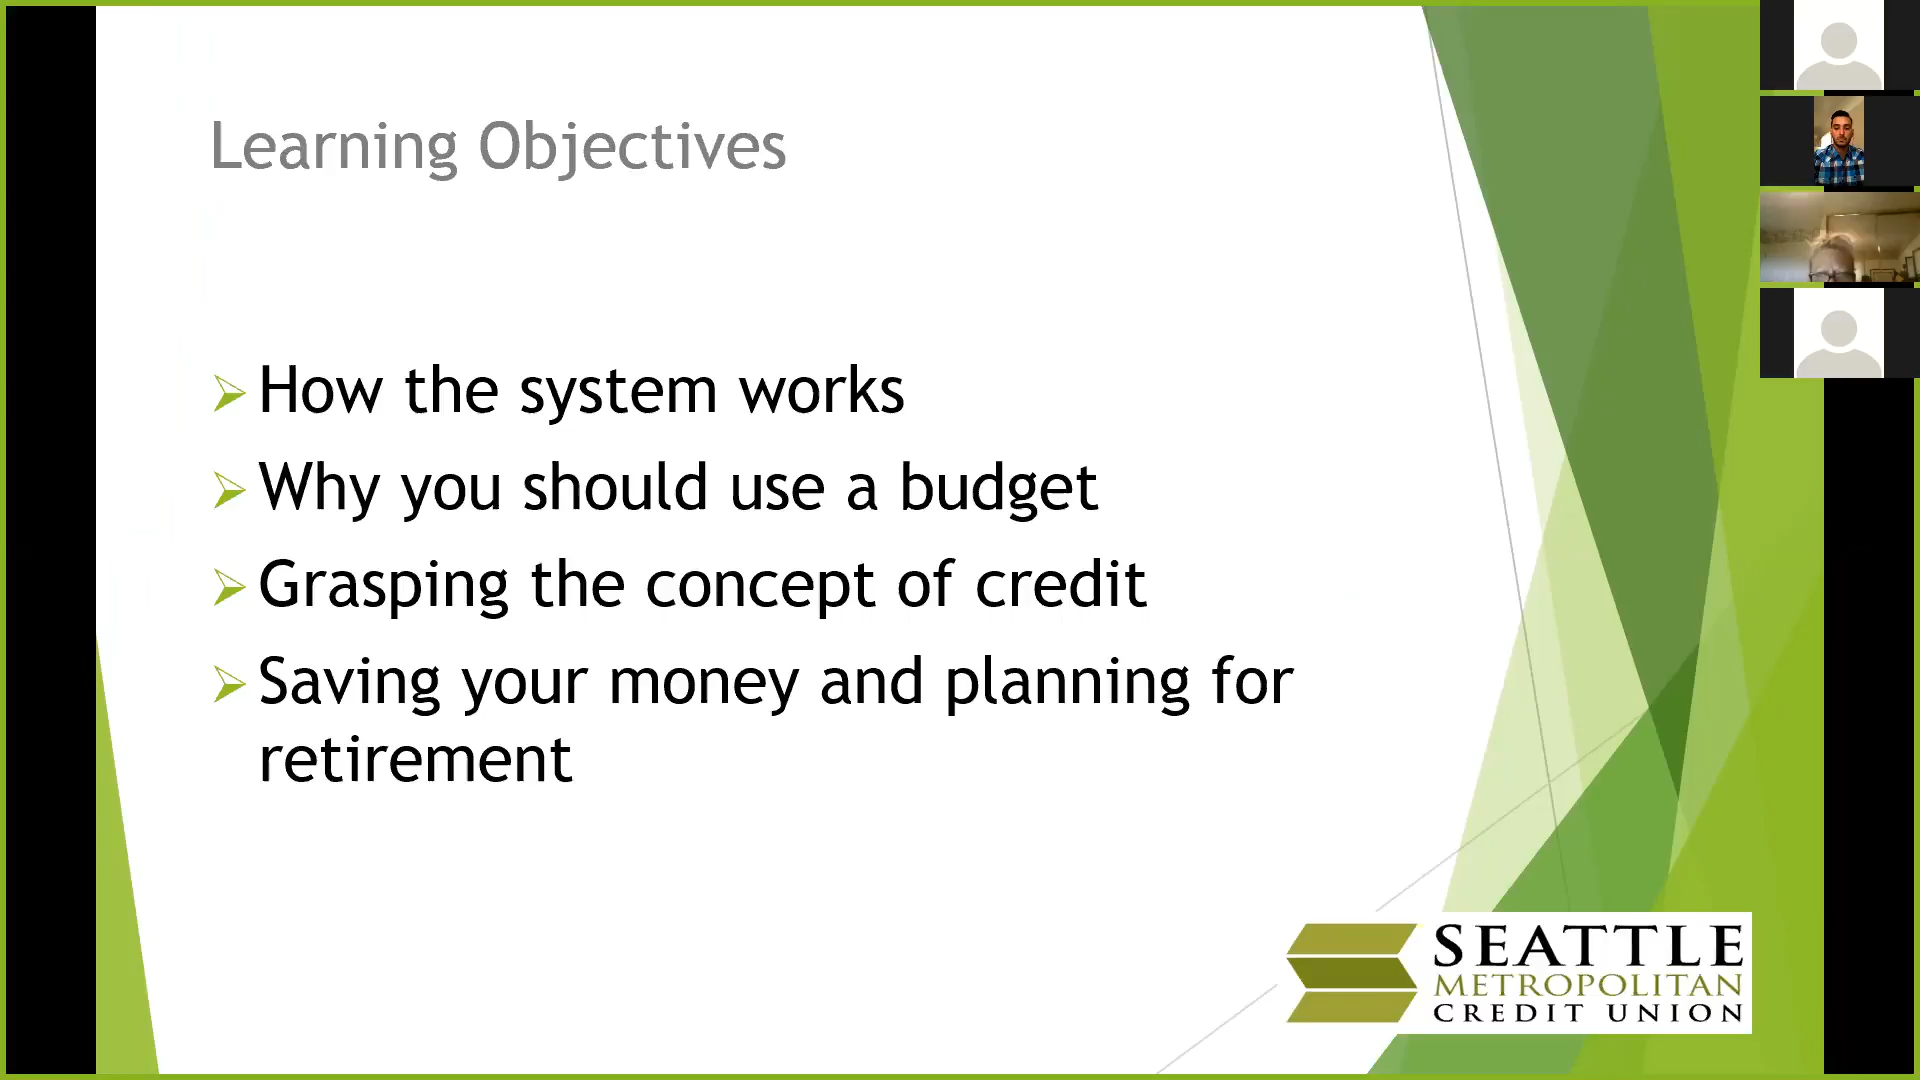 Learning Objectives
How the system works
Why you should use a budget
Grasping the concept of credit
Saving your money and planning for
retirement
SEATTLE
METROPOLITAN
CREDIT UNION